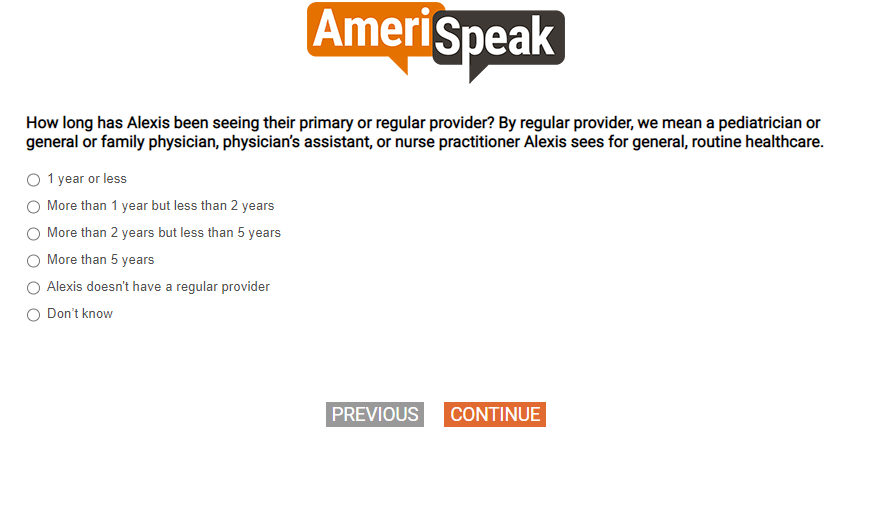 Ameri Speak
How long has Alexis been seeing their primary or regular provider? By regular provider, we mean a pediatrician or
general or family physician, physician's assistant, or nurse practitioner Alexis sees for general, routine healthcare.
1 year or less
More than 1 year but less than 2 years
More than 2 years but less than 5 years
More than 5 years
Alexis doesn't have a regular provider
Don't know
PREVIOUS CONTINUE